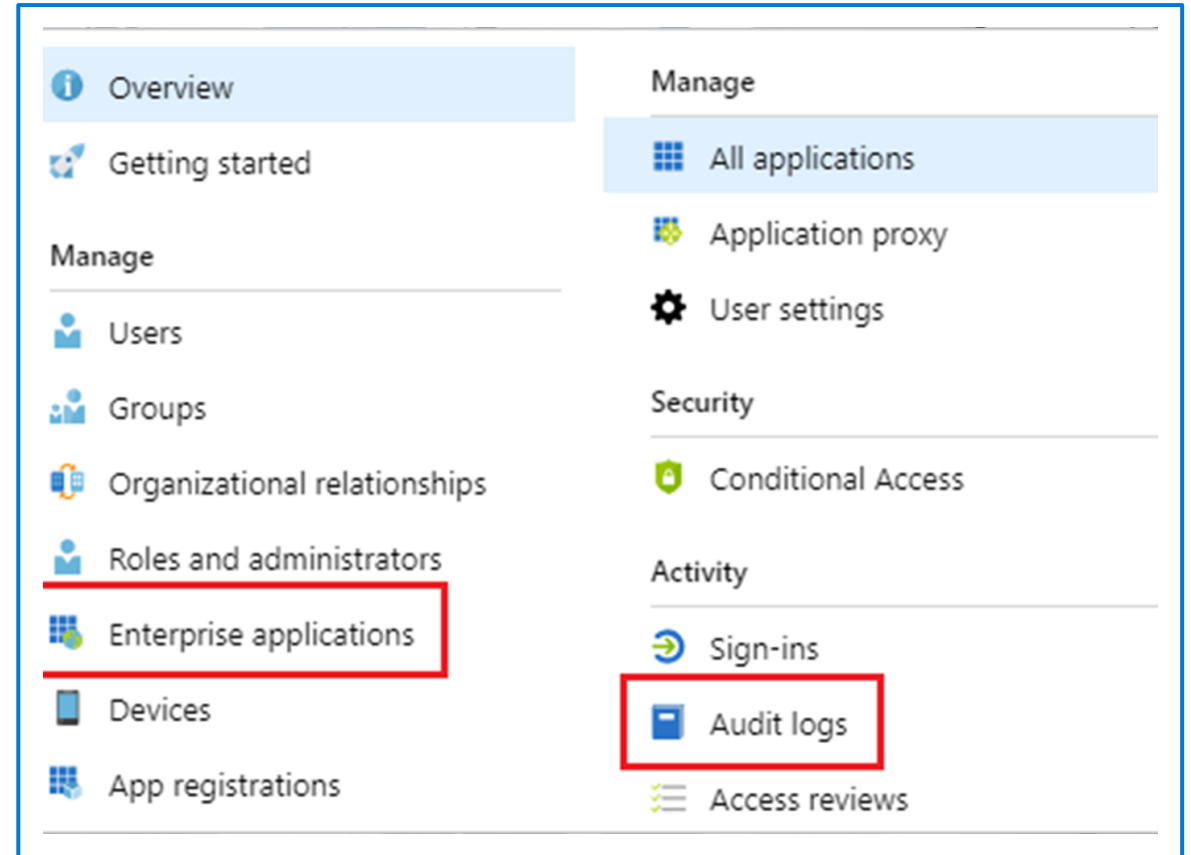 Overview
Getting started
Manage
Users
Groups
Organizational relationships
Roles and administrators
Enterprise applications
Devices
App registrations
Manage
All applications
Application proxy
User settings
Security
Conditional Access
Activity
Sign-ins
Audit logs
Access reviews